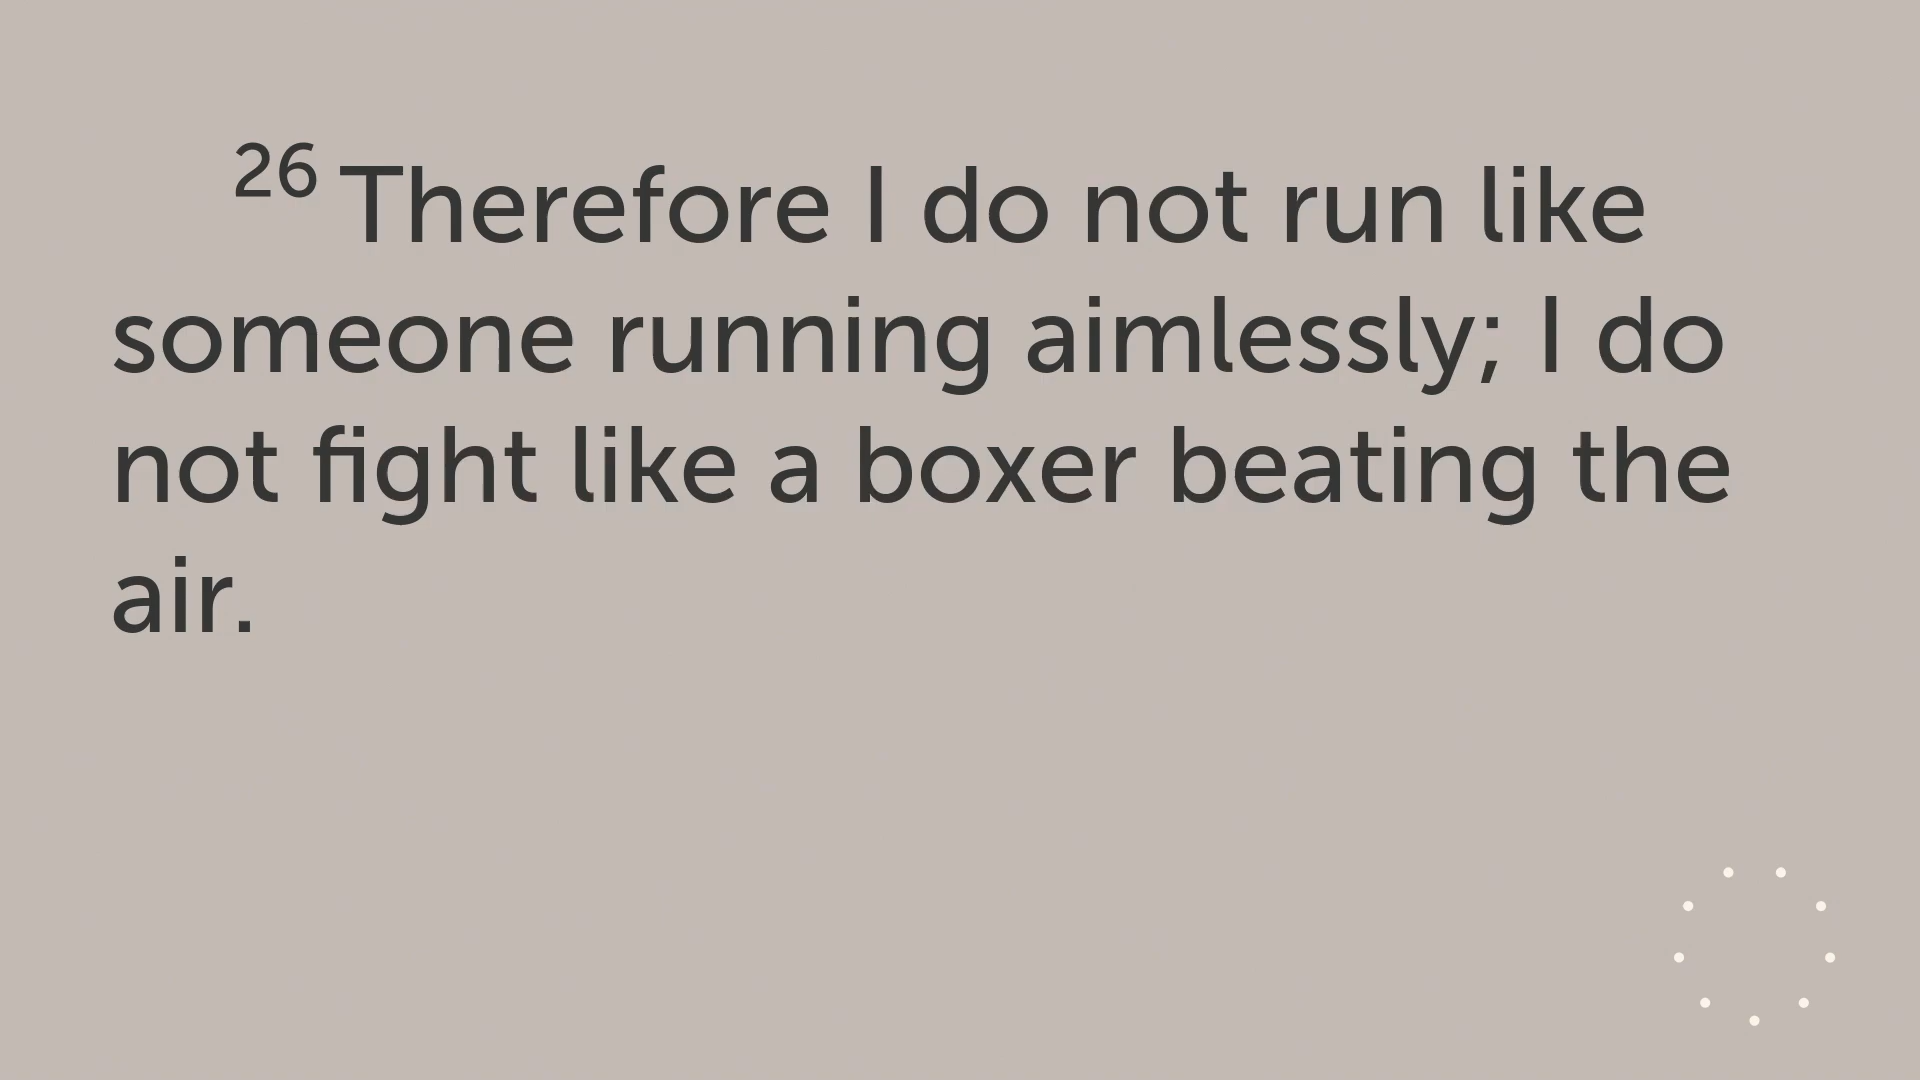 26 Therefore I do not run like
someone running aimlessly; I do
not fight like a boxer beating the
air.